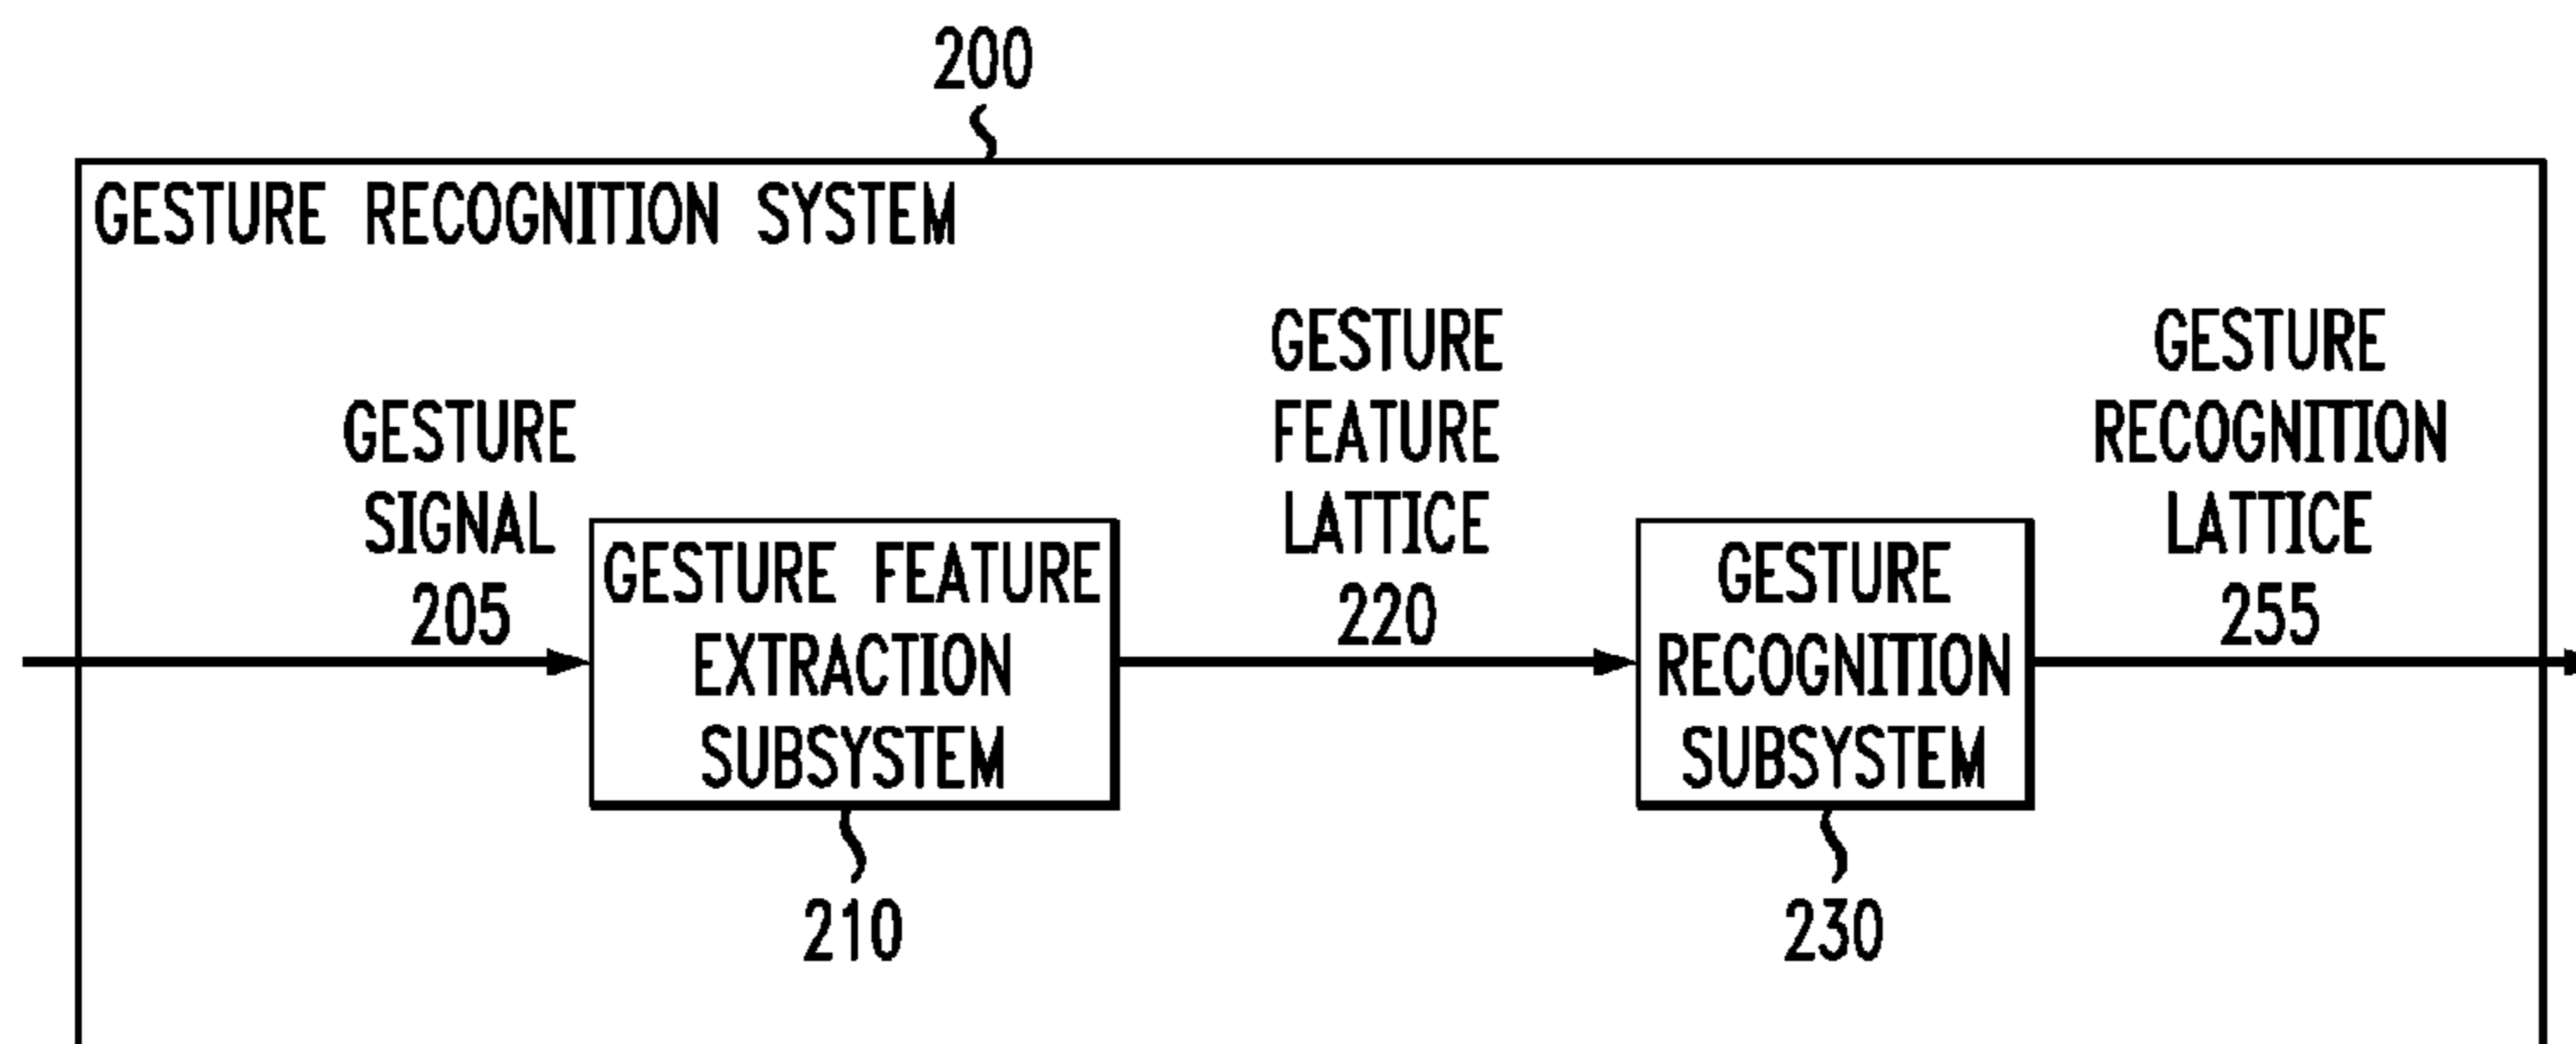 200
GESTURE RECOGNITION SYSTEM
GESTURE
SIGNAL
205
GESTURE FEATURE
EXTRACTION
SUBSYSTEM
210
GESTURE
FEATURE
LATTICE
220
GESTURE
RECOGNITION
SUBSYSTEM
230
GESTURE
RECOGNITION
LATTICE
255